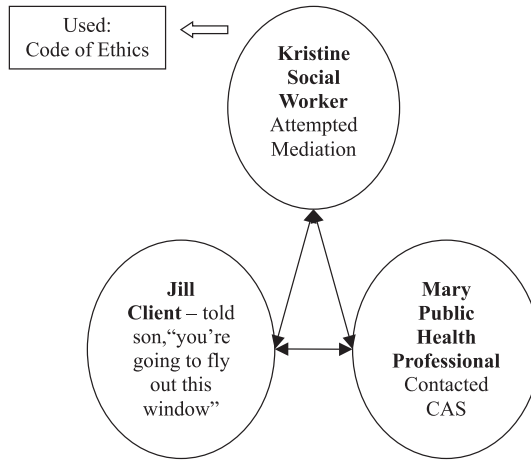 Used:
Code of Ethics
Kristine
Social
Worker
Attempted
Mediation
Jill
Client – told
son,“you’re
going to fly
out this
window”
Mary
Public
Health
Professional
Contacted
CAS